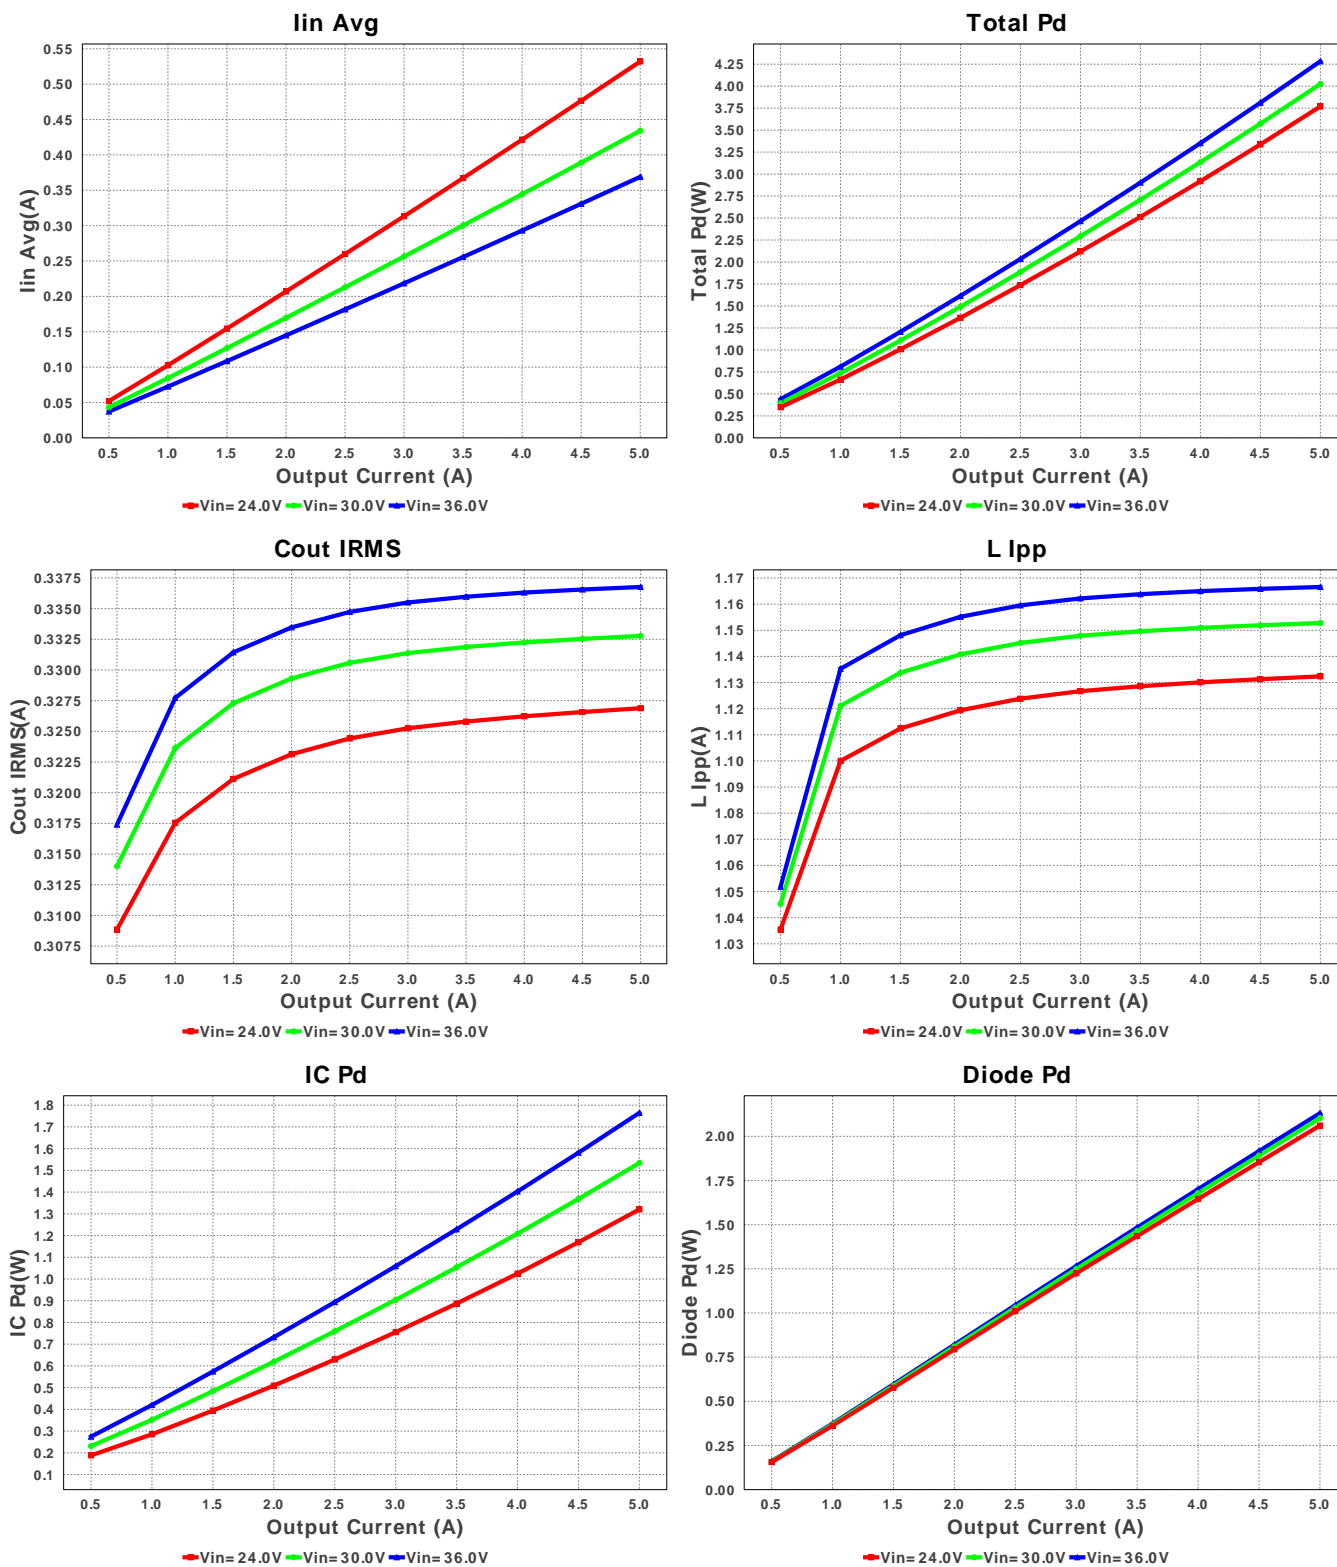 Iin Avg
0.55
0.50
0.45
0.40
0.35
0.30
0.25
0.20
0.15
0.10
0.05
0.00
Iin Avg(A)
0.5 1.0 1.5 2.0 2.5 3.0 3.5 4.0 4.5 5.0
Output Current (A)
Vin=24.0V Vin=30.0V Vin=36.0V
Total Pd
4.25
4.00
3.75
3.50
3.25
3.00
2.75
2.50
2.25
2.00
1.75
1.50
1.25
1.00
0.75
0.50
0.25
0.00
Total Pd(W)
0.5 1.0 1.5 2.0 2.5 3.0 3.5 4.0 4.5 5.0
Output Current (A)
Vin=24.0V Vin=30.0V Vin=36.0V
Cout IRMS
0.3375
0.3350
0.3325
0.3300
0.3275
0.3250
0.3225
0.3200
0.3175
0.3150
0.3125
0.3100
0.3075
Cout IRMS(A)
0.5 1.0 1.5 2.0 2.5 3.0 3.5 4.0 4.5 5.0
Output Current (A)
Vin=24.0V Vin=30.0V Vin=36.0V
L Ipp
1.17
1.16
1.15
1.14
1.13
1.12
1.11
1.10
1.09
1.08
1.07
1.06
1.05
1.04
1.03
L Ipp(A)
0.5 1.0 1.5 2.0 2.5 3.0 3.5 4.0 4.5 5.0
Output Current (A)
Vin=24.0V Vin=30.0V Vin=36.0V
IC Pd
1.8
1.7
1.6
1.5
1.4
1.3
1.2
1.1
1.0
0.9
0.8
0.7
0.6
0.5
0.4
0.3
0.2
0.1
IC Pd(W)
0.5 1.0 1.5 2.0 2.5 3.0 3.5 4.0 4.5 5.0
Output Current (A)
Vin=24.0V Vin=30.0V Vin=36.0V
Diode Pd
2.00
1.75
1.50
1.25
1.00
0.75
0.50
0.25
0.00
Diode Pd(W)
0.5 1.0 1.5 2.0 2.5 3.0 3.5 4.0 4.5 5.0
Output Current (A)
Vin=24.0V Vin=30.0V Vin=36.0V